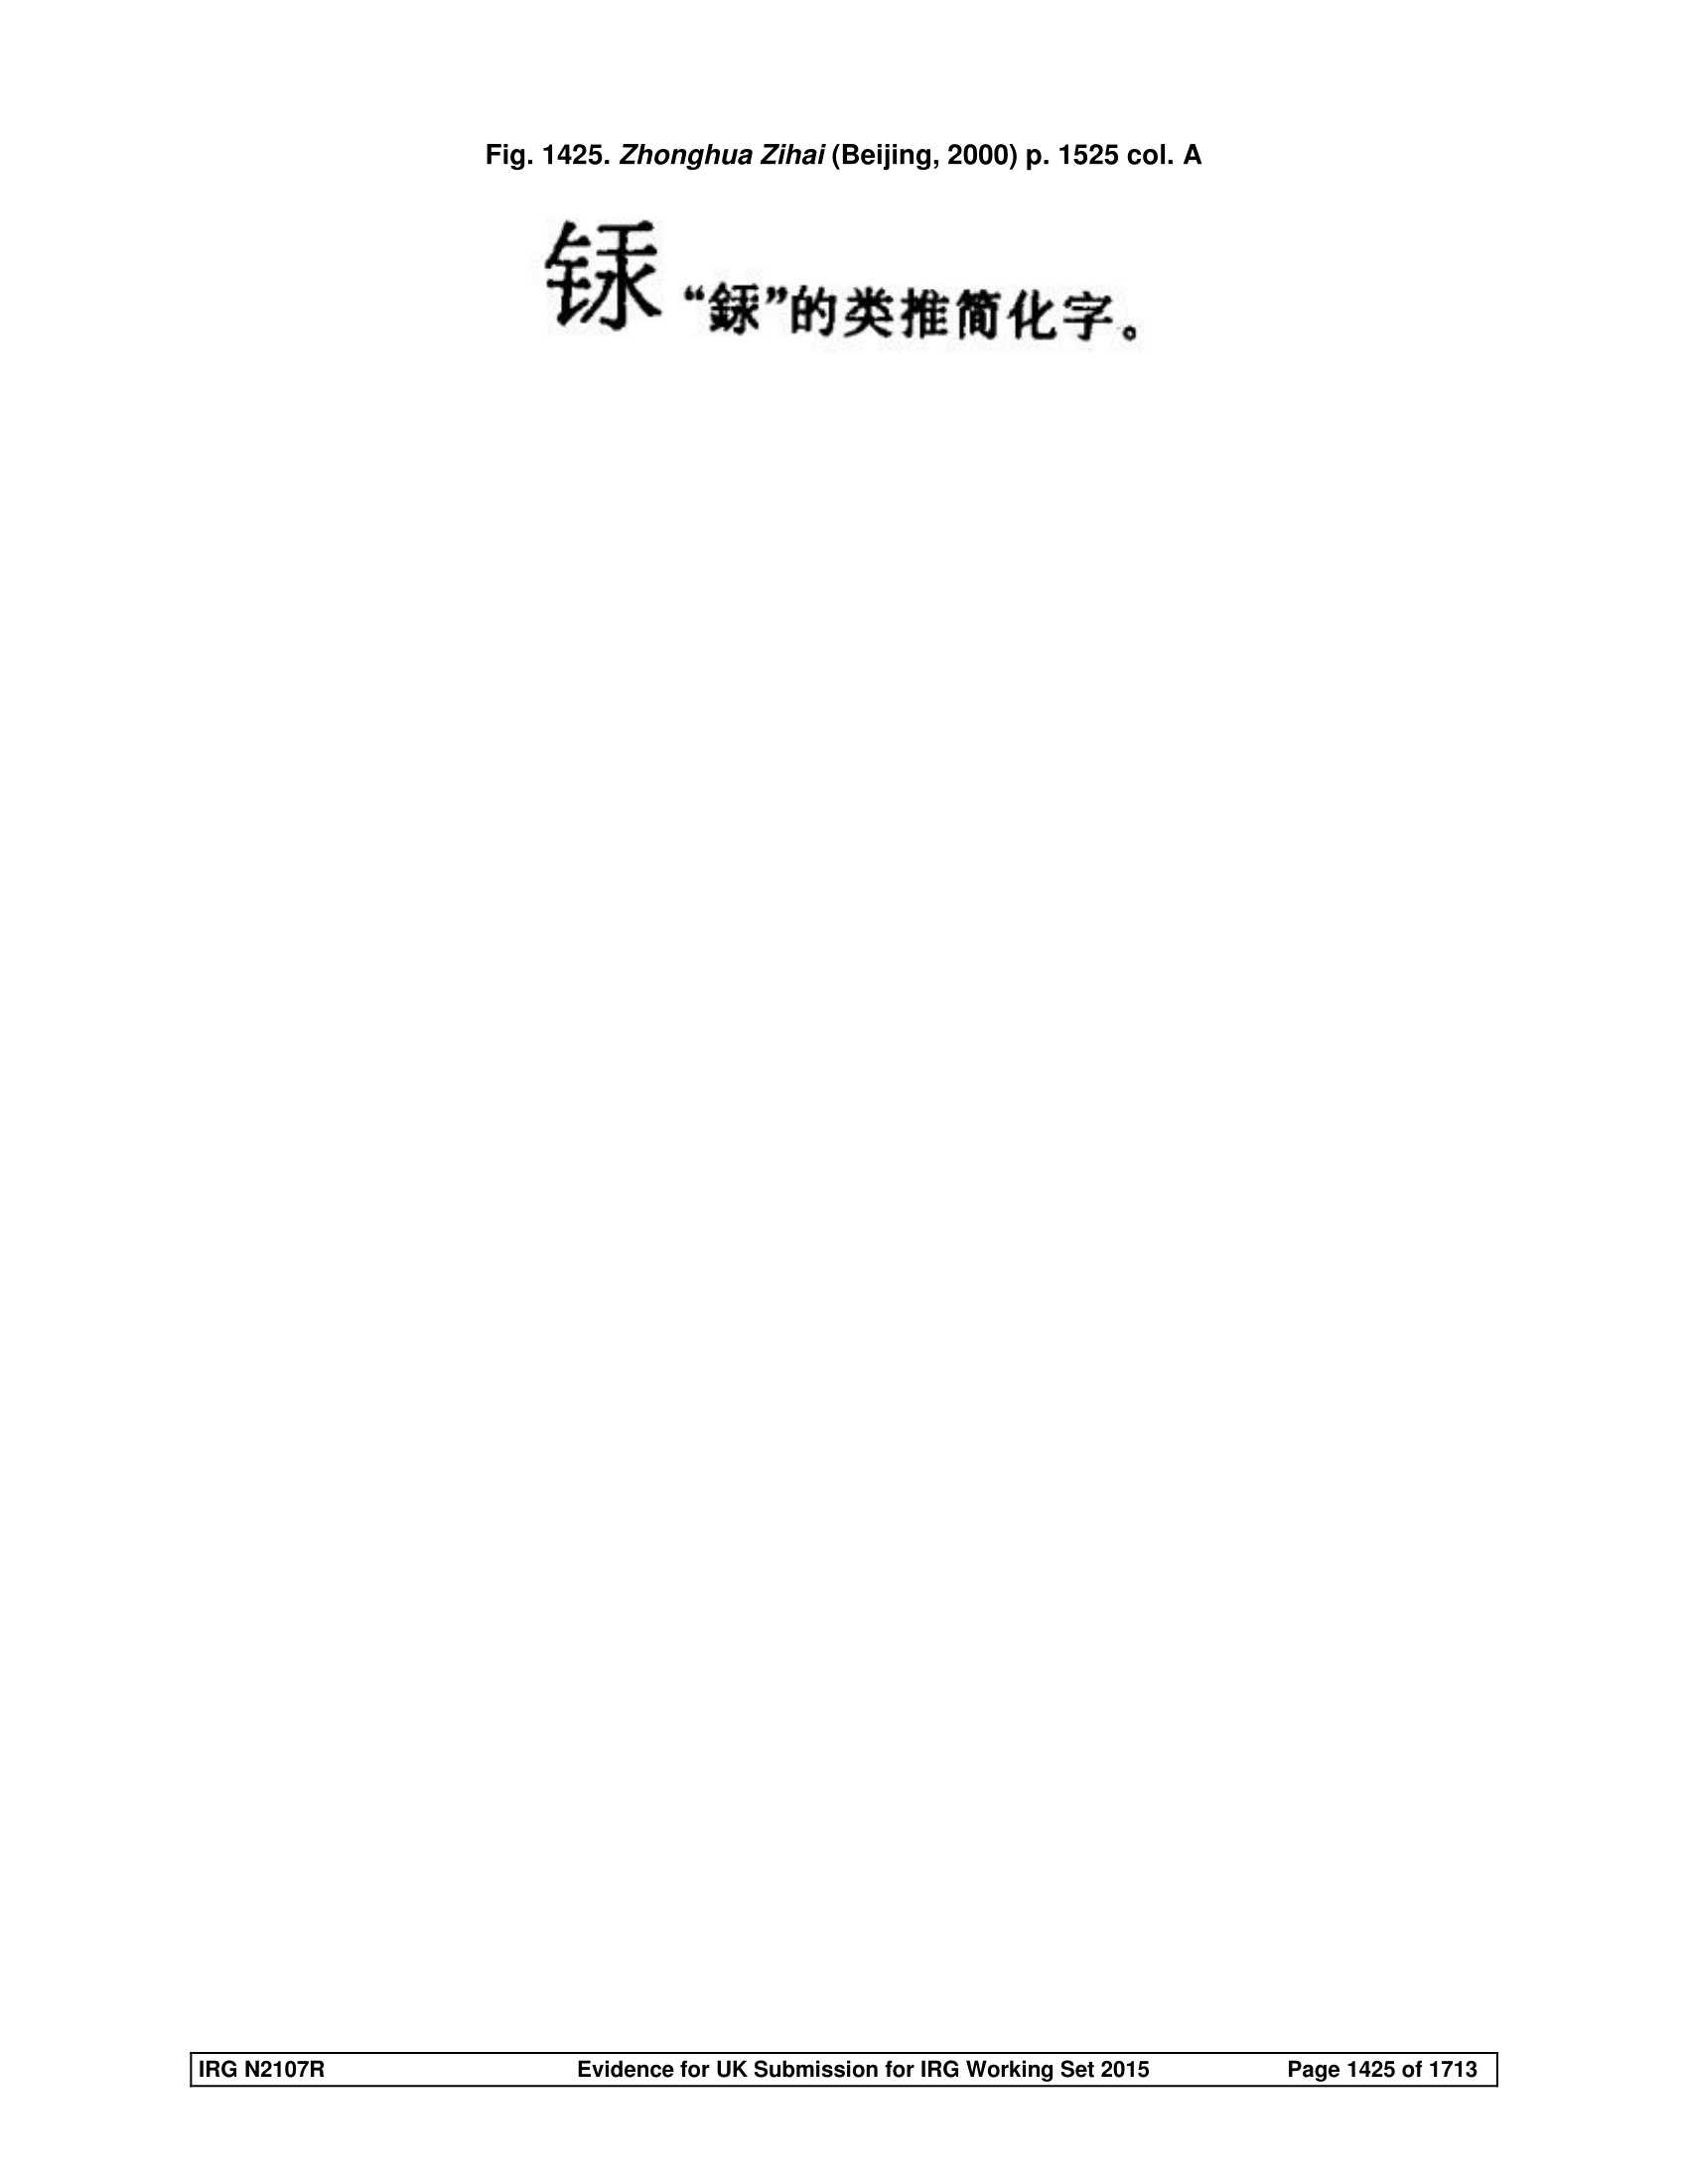 Fig. 1425. Zhonghua Zihai (Beijing, 2000) p. 1525 col. A
“”的类推简化字。
IRG N2107R Evidence for UK Submission for IRG Working Set 2015 Page 1425 of 1713